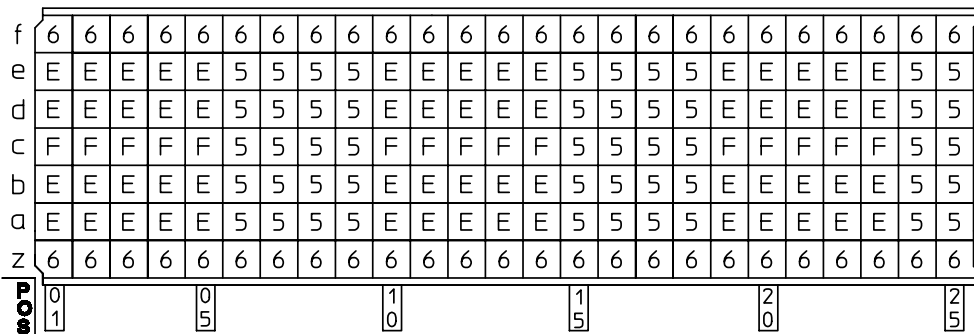 f 6 6 6 6 6 6 6 6 6 6 6 6 6 6 6 6 6 6 6 6 6 6 6 6 6
e E E E E E 5 5 5 5 E E E E E 5 5 5 5 E E E E E 5 5
d E E E E E 5 5 5 5 E E E E E 5 5 5 5 E E E E E 5 5
c F F F F F 5 5 5 5 F F F F F 5 5 5 5 F F F F F 5 5
b E E E E E 5 5 5 5 E E E E E 5 5 5 5 E E E E E 5 5
a E E E E E 5 5 5 5 E E E E E 5 5 5 5 E E E E E 5 5
z 6 6 6 6 6 6 6 6 6 6 6 6 6 6 6 6 6 6 6 6 6 6 6 6 6
POS 01 05 10 15 20 25